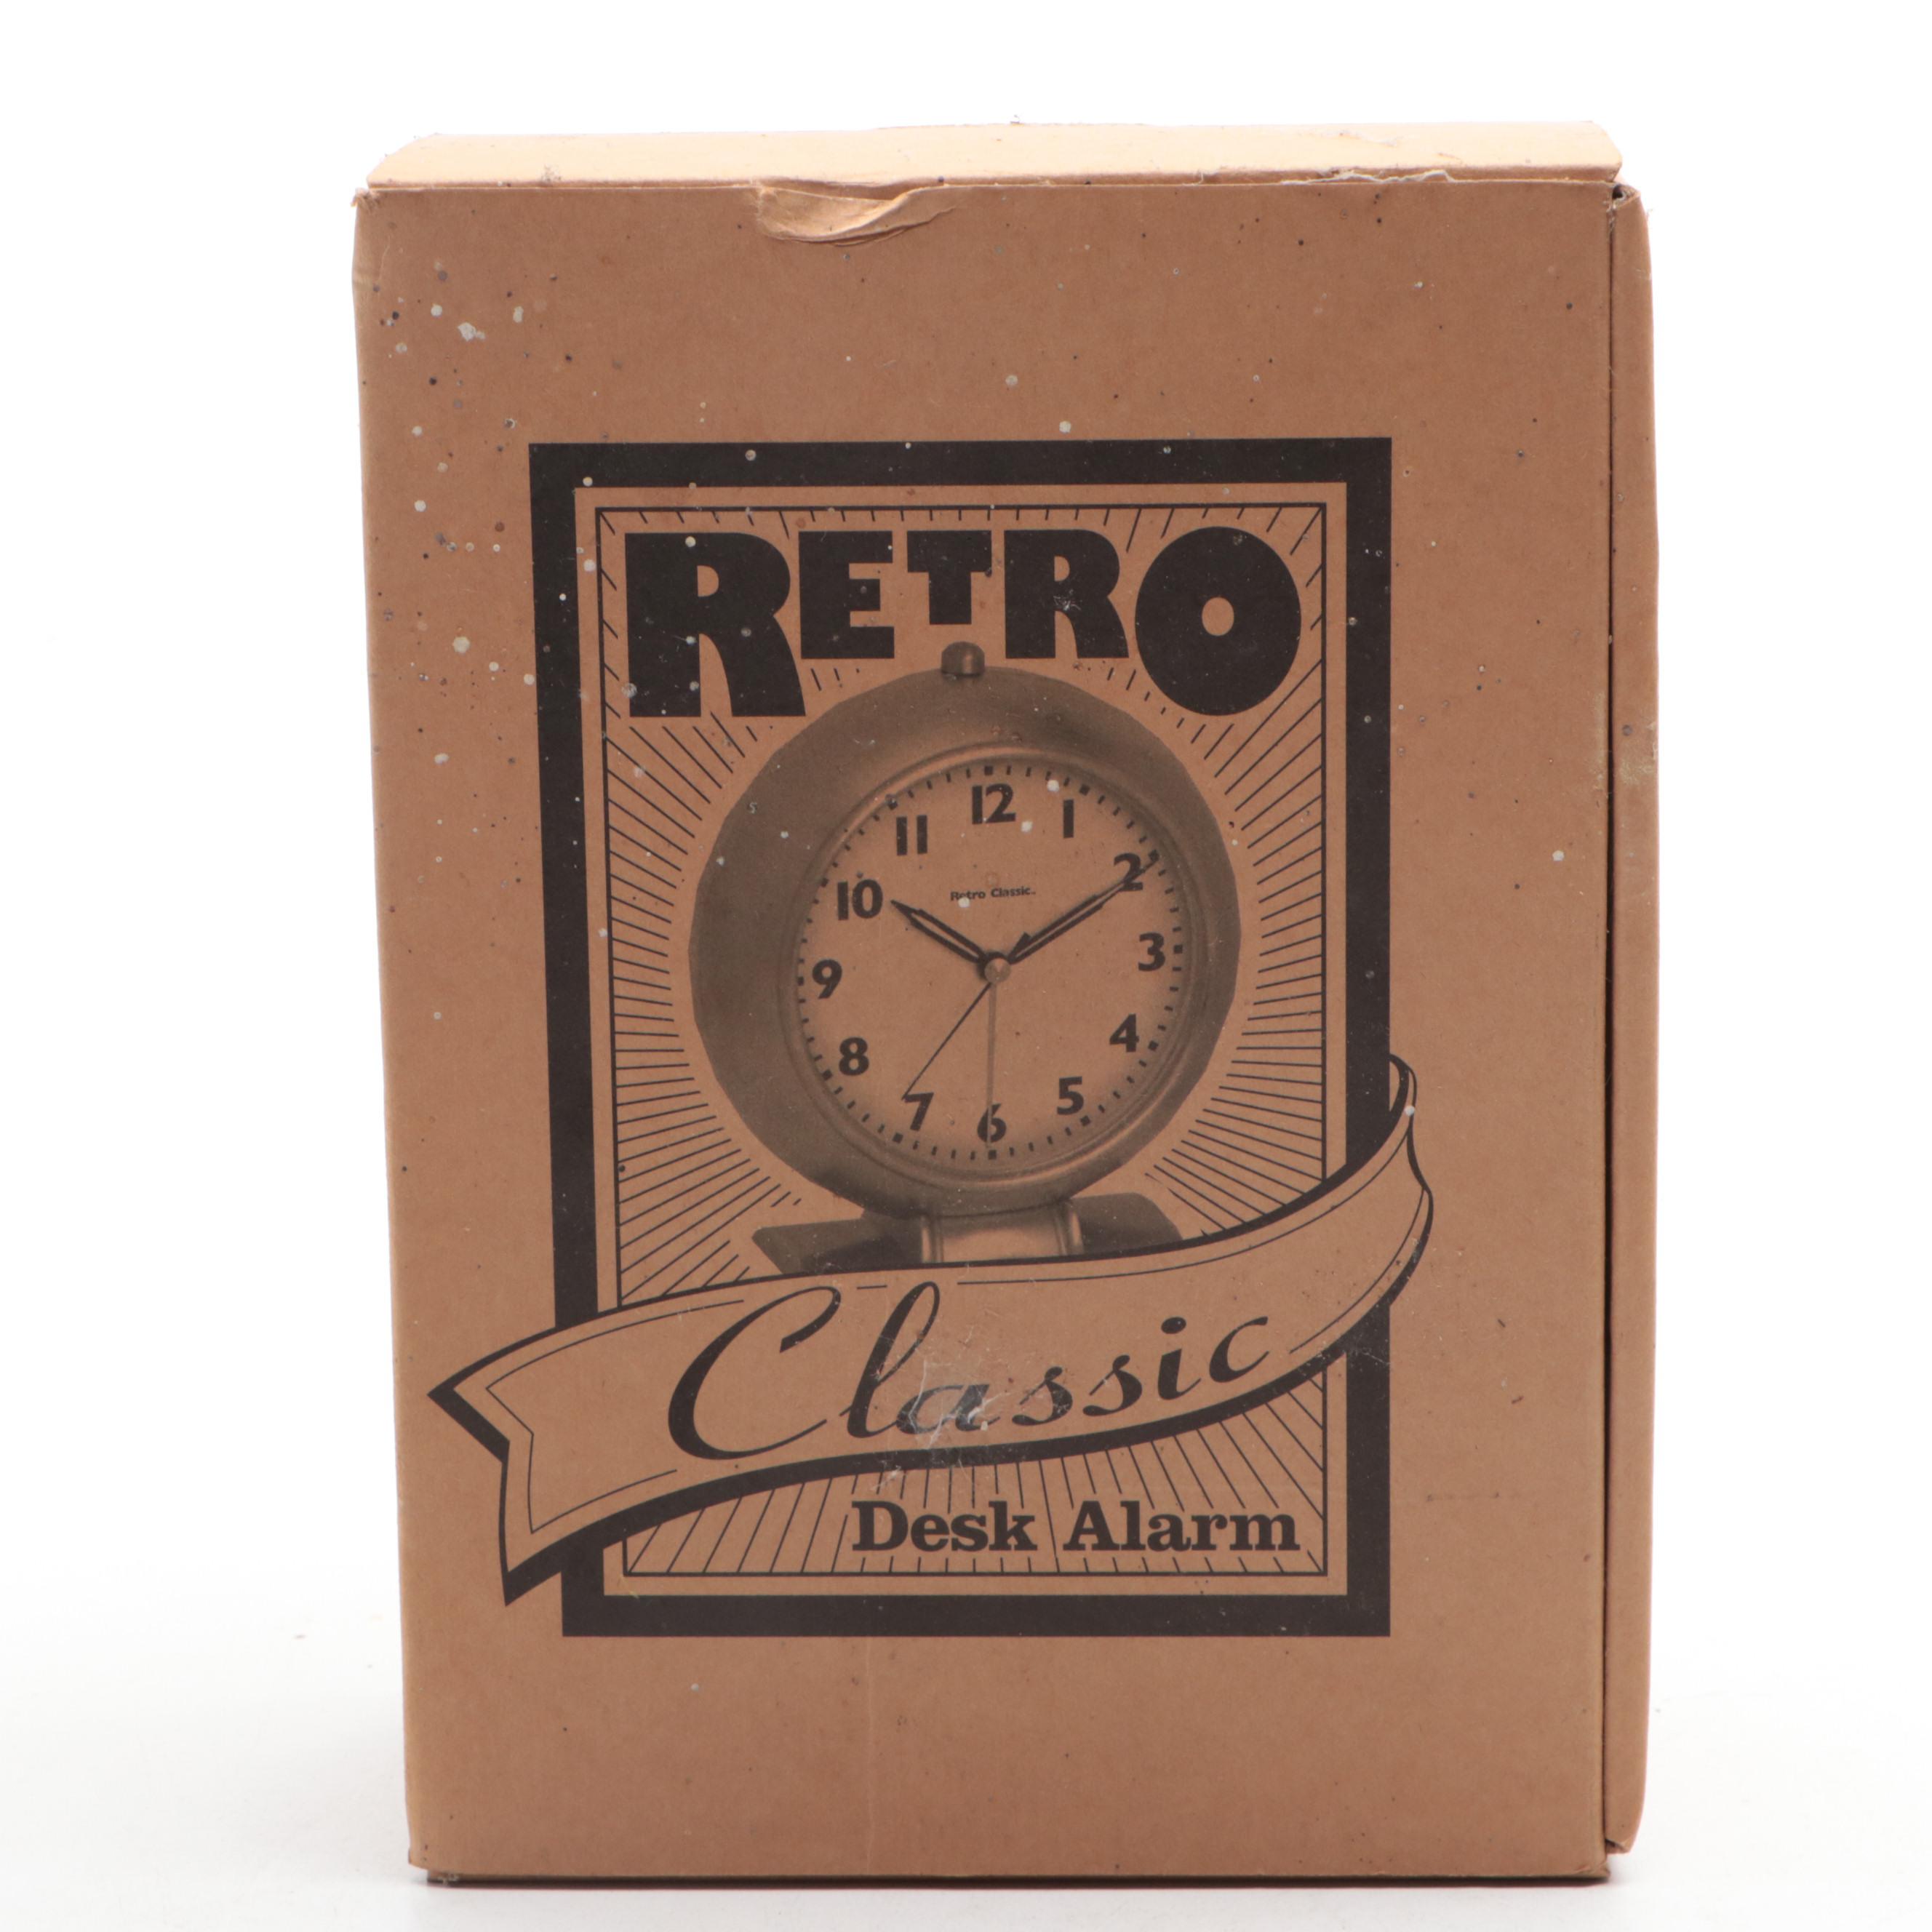 RETRO
12
11 1
10 2
Retro Classic
9 3
8 4
7 5
6
Classic
Desk Alarm